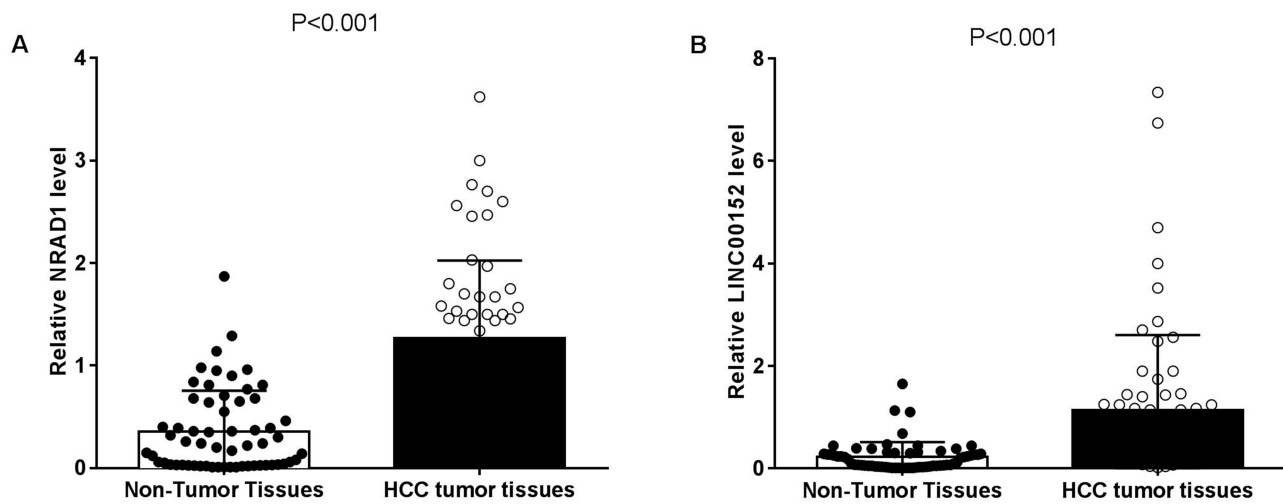 A
P<0.001
Relative NRAD1 level
4
3
2
1
0
Non-Tumor Tissues
HCC tumor tissues
B
P<0.001
Relative LINC00152 level
8
6
4
2
0
Non-Tumor Tissues
HCC tumor tissues